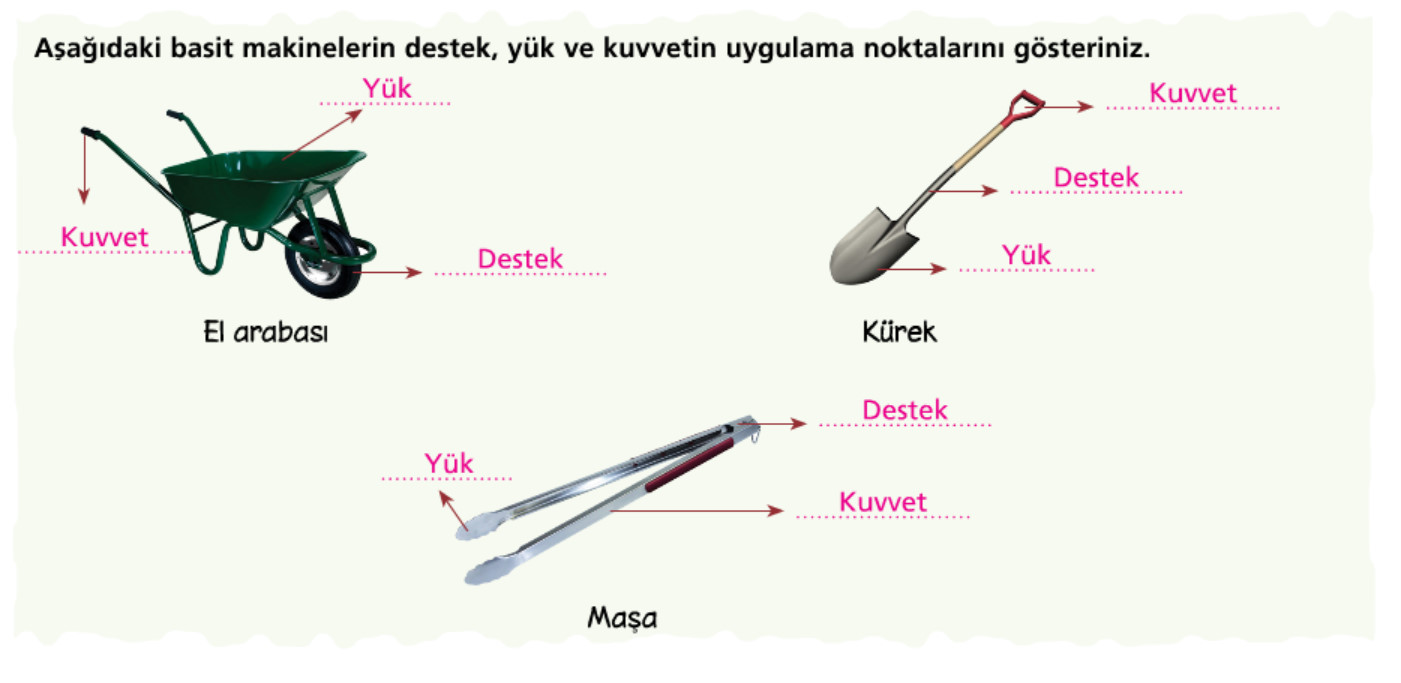 Aşağıdaki basit makinelerin destek, yük ve kuvvetin uygulama noktalarını gösteriniz.
Yük
Kuvvet
Destek
El arabası
Kuvvet
Destek
Yük
Kürek
Destek
Yük
Kuvvet
Maşa